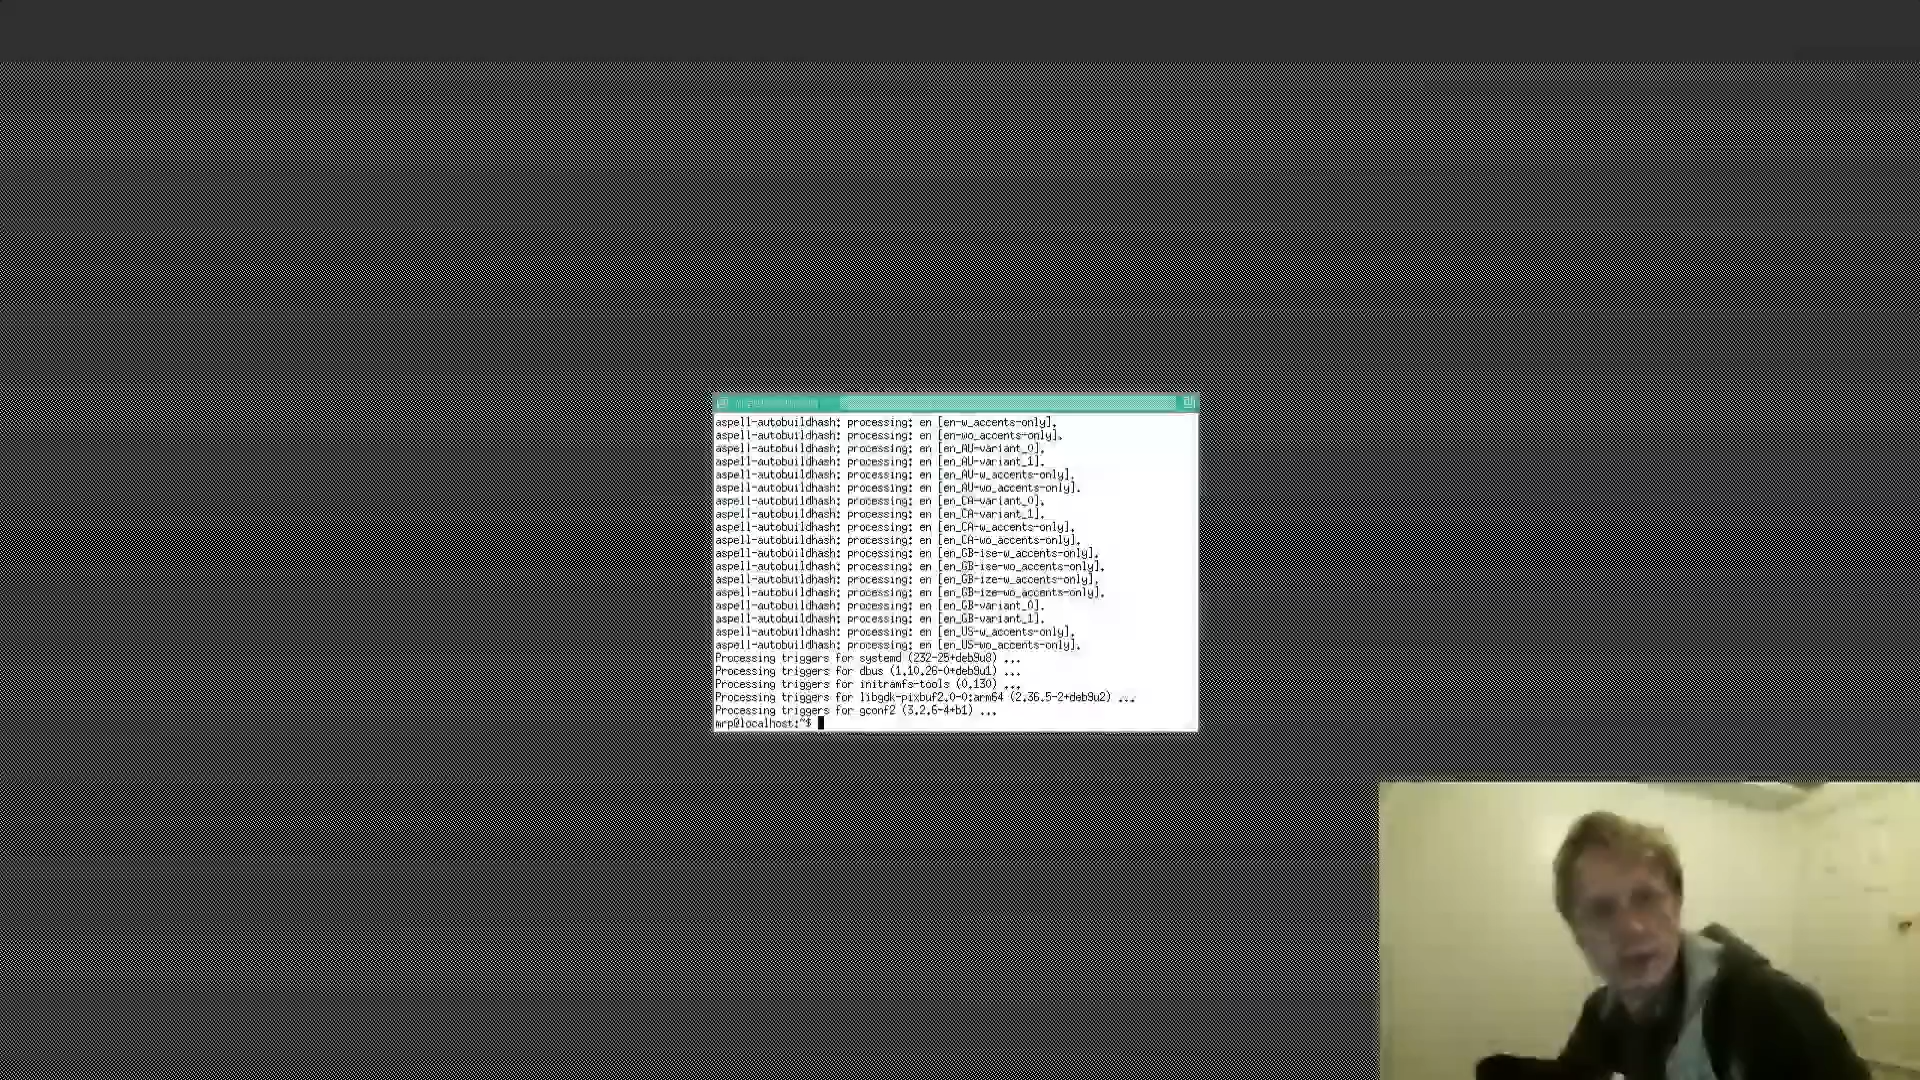 aspell-autobuildhash: processing: en [en-w_accents-only].
aspell-autobuildhash: processing: en [en-wo_accents-only].
aspell-autobuildhash: processing: en [en_AU-variant_0].
aspell-autobuildhash: processing: en [en_AU-variant_1].
aspell-autobuildhash: processing: en [en_AU-w_accents-only].
aspell-autobuildhash: processing: en [en_AU-wo_accents-only].
aspell-autobuildhash: processing: en [en_CA-variant_0].
aspell-autobuildhash: processing: en [en_CA-variant_1].
aspell-autobuildhash: processing: en [en_CA-w_accents-only].
aspell-autobuildhash: processing: en [en_CA-wo_accents-only].
aspell-autobuildhash: processing: en [en_GB-ise-w_accents-only].
aspell-autobuildhash: processing: en [en_GB-ise-wo_accents-only].
aspell-autobuildhash: processing: en [en_GB-ize-w_accents-only].
aspell-autobuildhash: processing: en [en_GB-ize-wo_accents-only].
aspell-autobuildhash: processing: en [en_GB-variant_0].
aspell-autobuildhash: processing: en [en_GB-variant_1].
aspell-autobuildhash: processing: en [en_US-w_accents-only].
aspell-autobuildhash: processing: en [en_US-wo_accents-only].
Processing triggers for systemd (232-25+deb9u8) ...
Processing triggers for dbus (1.10.26-0+deb9u1) ...
Processing triggers for initramfs-tools (0.130) ...
Processing triggers for libgdk-pixbuf2.0-0:arm64 (2.36.5-2+deb9u2) ...
Processing triggers for gconf2 (3.2.6-4+b1) ...
mrp@localhost:~$